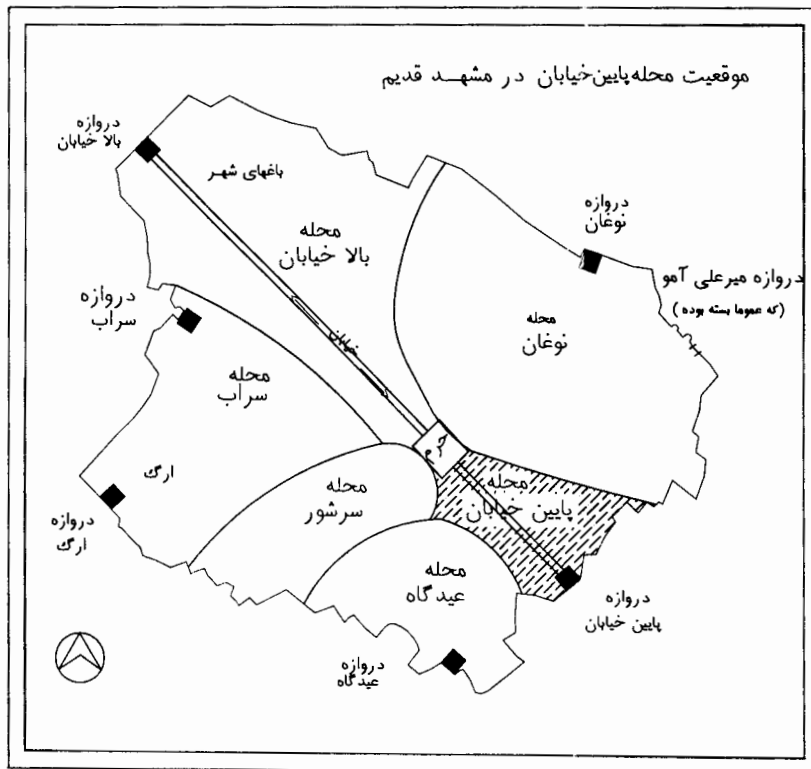 موقعیت محله پایین خیابان در مشهد قدیم
دروازه
بالا خیابان
باغهای شهر
دروازه
نوغان
محله
بالا خیابان
دروازه میرعلی آمو
(که عموما بسته بوده)
دروازه
سراب
محله
نوغان
خیابان
محله
سراب
حرم
ارگ
محله
سرشور
محله
پایین خیابان
دروازه
ارگ
محله
عیدگاه
دروازه
پایین خیابان
دروازه
عیدگاه